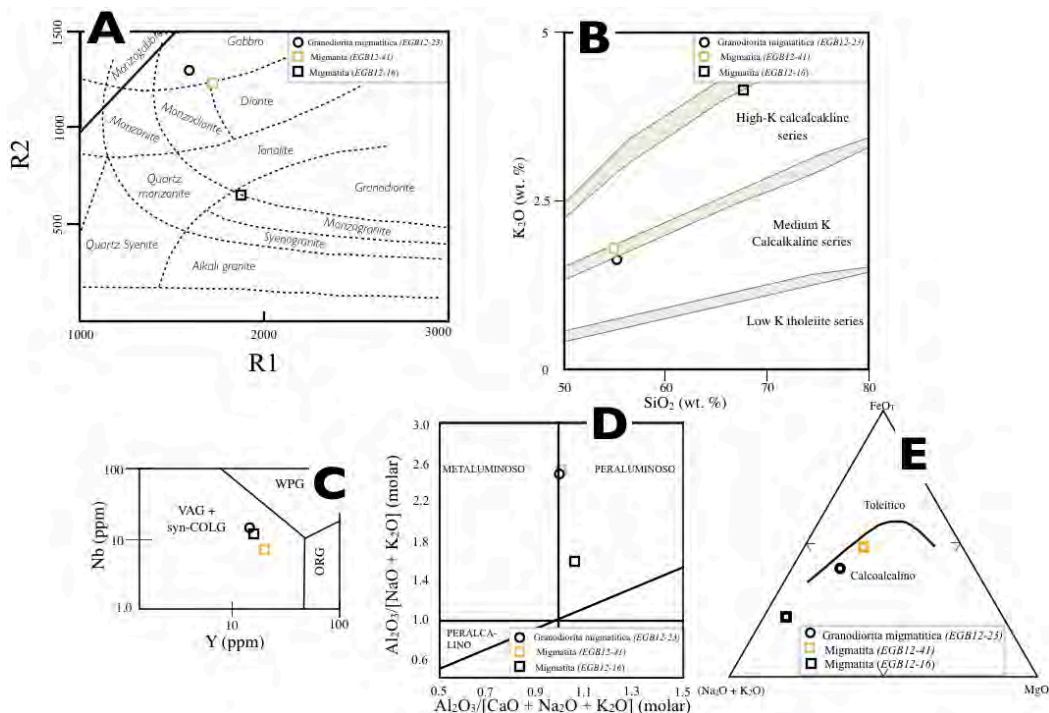 A
1500
1000
500
R2
1000
2000
3000
R1
Monzogabbro
Gabbro
Monzonite
Monzodiorite
Diorite
Tonalite
Quartz
monzonite
Granodiorite
Monzogranite
Syenogranite
Quartz Syenite
Alkali granite
Granodiorita migmatitica (EGB12-23)
Migmatita (EGB12-41)
Migmatita (EGB12-16)
B
5
2.5
0
K₂O (wt. %)
50
60
70
80
SiO₂ (wt. %)
Granodiorita migmatitica (EGB12-23)
Migmatita (EGB12-41)
Migmatita (EGB12-16)
High-K calcalcakline
series
Medium K
Calcalkaline series
Low K tholeiite series
C
100
10
1.0
Nb (ppm)
10
100
Y (ppm)
VAG +
syn-COLG
WPG
ORG
D
3.0
2.6
2.2
1.8
1.4
1.0
0.6
Al₂O₃/[NaO + K₂O] (molar)
0.5
0.7
0.9
1.0
1.3
1.5
Al₂O₃/[CaO + Na₂O + K₂O] (molar)
METALUMINOSO
PERALUMINOSO
PERALCA-
LINO
Granodiorita migmatitica (EGB12-23)
Migmatita (EGB12-41)
Migmatita (EGB12-16)
E
FeOₜ
Toleitico
Calcoalcalino
Granodiorita migmatitica (EGB12-23)
Migmatita (EGB12-41)
Migmatita (EGB12-16)
(Na₂O + K₂O)
MgO